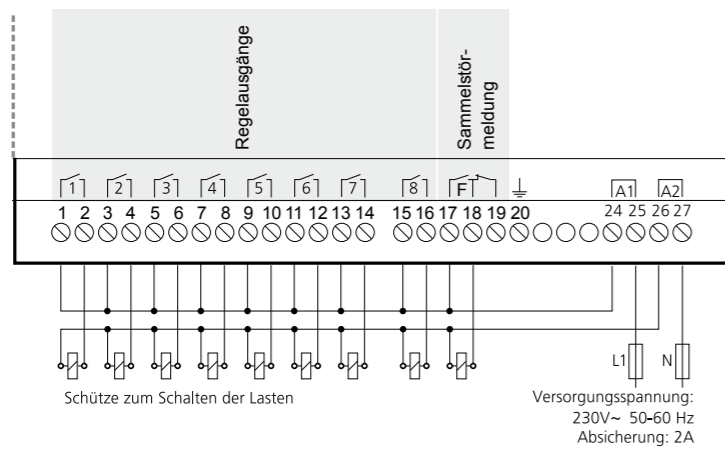 Regelausgänge
Sammelstör-
meldung
1 2 3 4 5 6 7 8 F A1 A2
1 2 3 4 5 6 7 8 9 10 11 12 13 14 15 16 17 18 19 20 24 25 26 27
L1 N
Schütze zum Schalten der Lasten
Versorgungsspannung:
230V~ 50-60 Hz
Absicherung: 2A